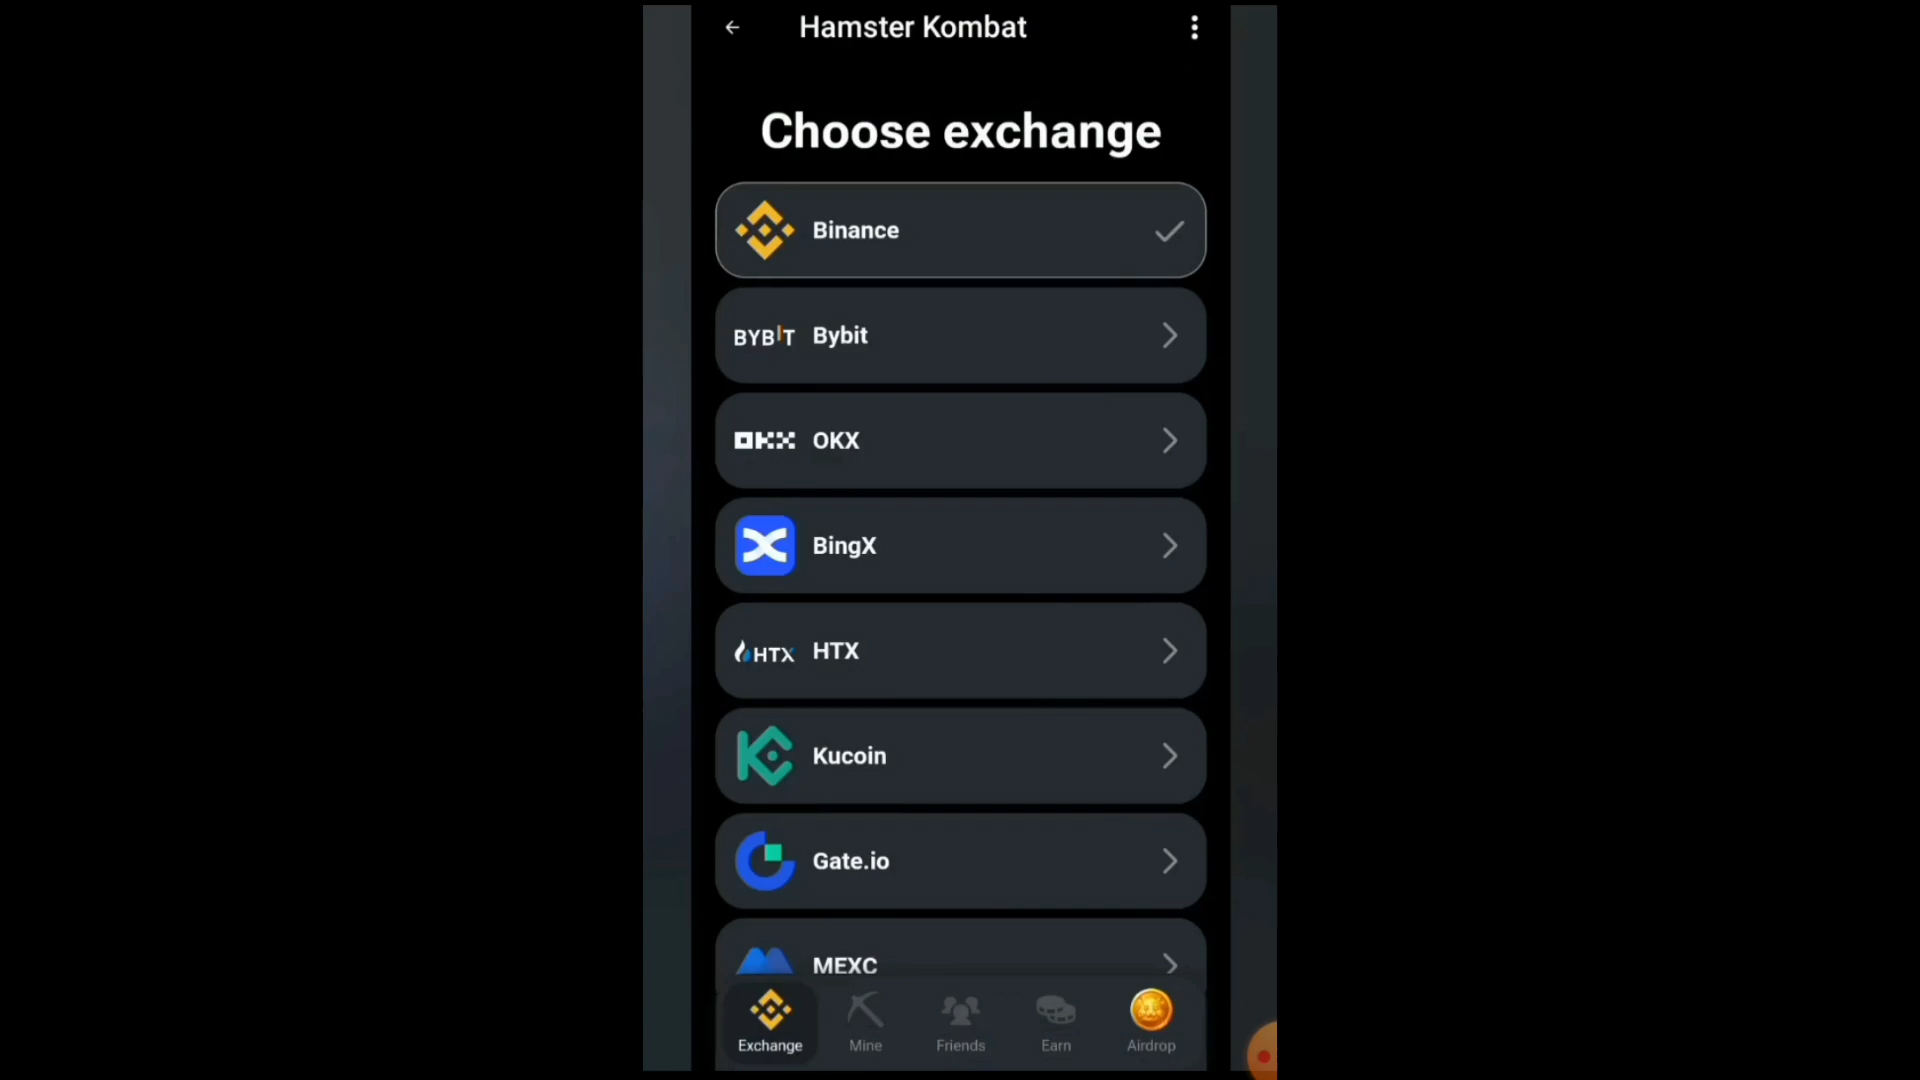 Hamster Kombat
Choose exchange
Binance
BYBIT Bybit
OKX OKX
BingX
HTX HTX
Kucoin
Gate.io
MEXC
Exchange Mine Friends Earn Airdrop